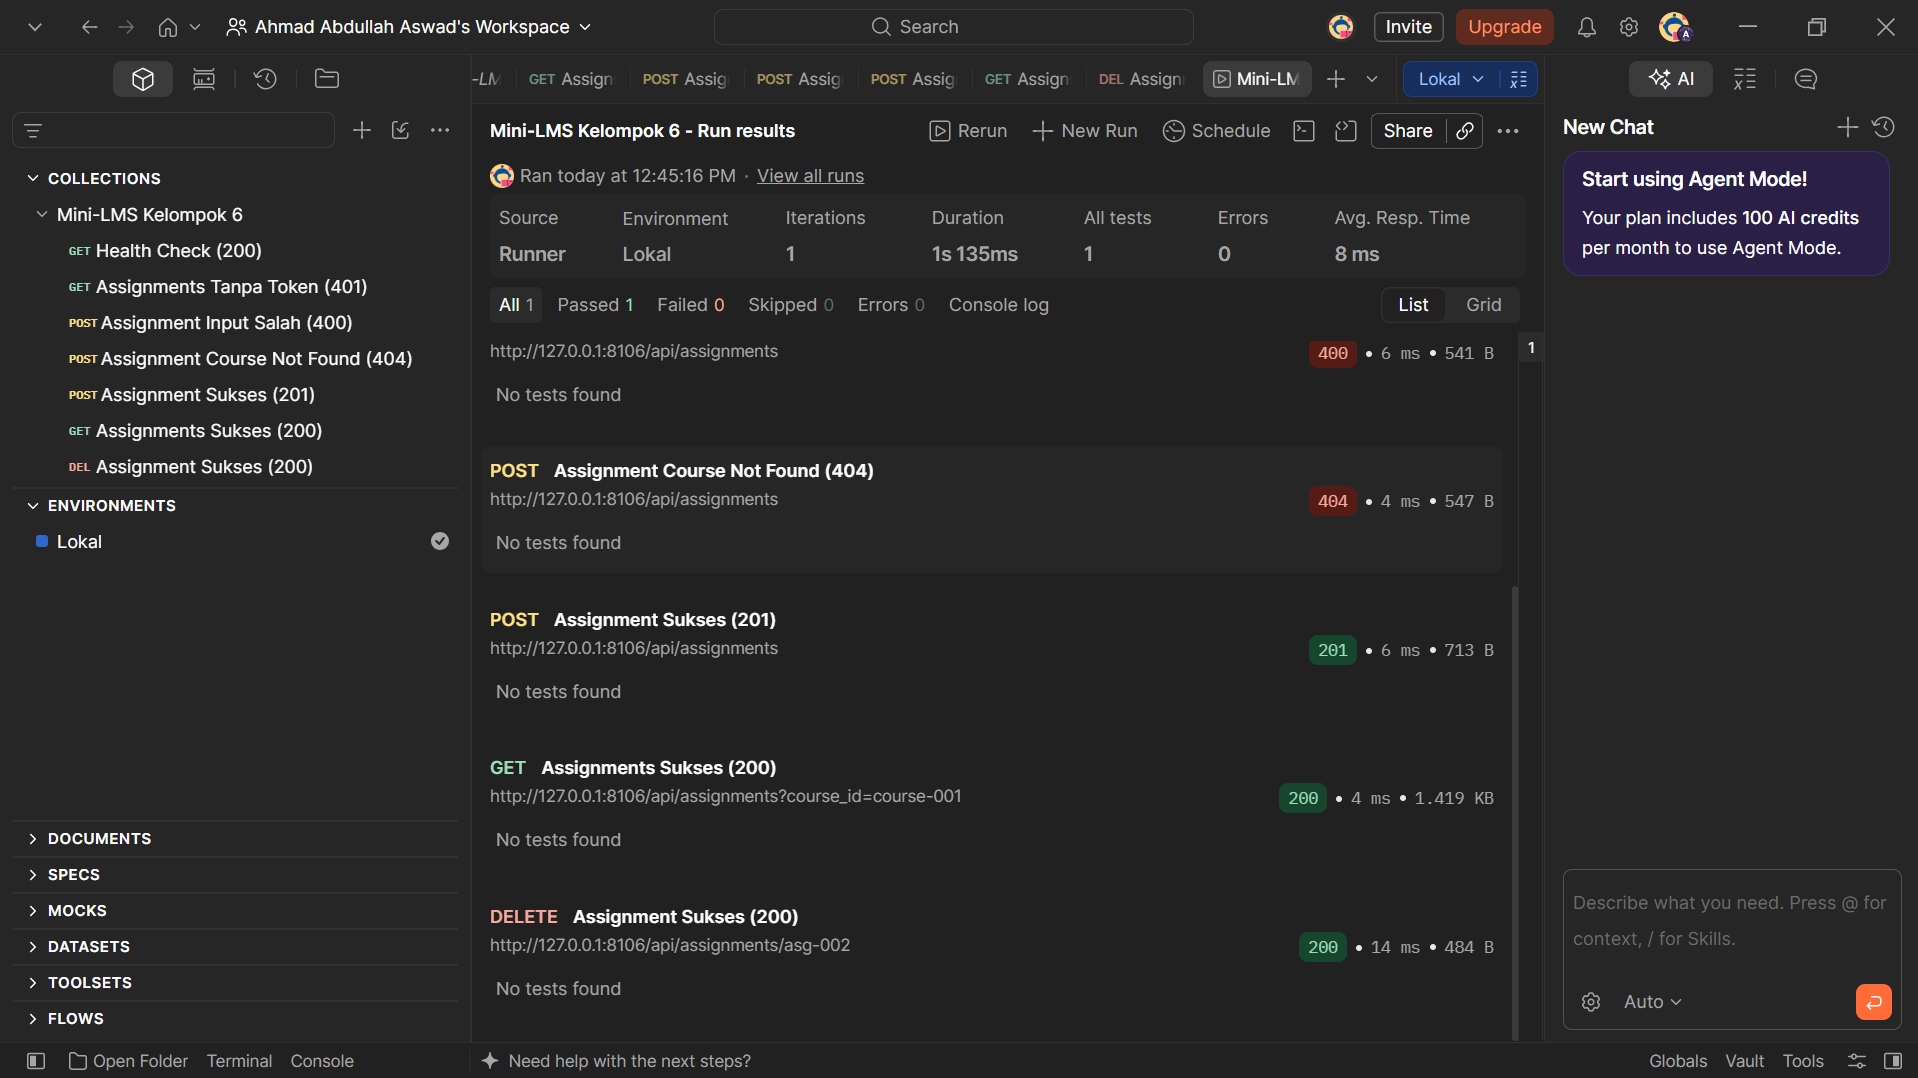 Ahmad Abdullah Aswad's Workspace
Search
Invite
Upgrade
GET Assign
POST Assig
POST Assig
POST Assig
GET Assign
DEL Assign
Mini-LM
Lokal
AI
COLLECTIONS
Mini-LMS Kelompok 6
GET Health Check (200)
GET Assignments Tanpa Token (401)
POST Assignment Input Salah (400)
POST Assignment Course Not Found (404)
POST Assignment Sukses (201)
GET Assignments Sukses (200)
DEL Assignment Sukses (200)
ENVIRONMENTS
Lokal
DOCUMENTS
SPECS
MOCKS
DATASETS
TOOLSETS
FLOWS
Mini-LMS Kelompok 6 - Run results
Rerun
New Run
Schedule
Share
Ran today at 12:45:16 PM · View all runs
Source Environment Iterations Duration All tests Errors Avg. Resp. Time
Runner Lokal 1 1s 135ms 1 0 8 ms
All 1 Passed 1 Failed 0 Skipped 0 Errors 0 Console log List Grid
http://127.0.0.1:8106/api/assignments 400 • 6 ms • 541 B
1
No tests found
POST Assignment Course Not Found (404)
http://127.0.0.1:8106/api/assignments 404 • 4 ms • 547 B
No tests found
POST Assignment Sukses (201)
http://127.0.0.1:8106/api/assignments 201 • 6 ms • 713 B
No tests found
GET Assignments Sukses (200)
http://127.0.0.1:8106/api/assignments?course_id=course-001 200 • 4 ms • 1.419 KB
No tests found
DELETE Assignment Sukses (200)
http://127.0.0.1:8106/api/assignments/asg-002 200 • 14 ms • 484 B
No tests found
New Chat
Start using Agent Mode!
Your plan includes 100 AI credits
per month to use Agent Mode.
Describe what you need. Press @ for
context, / for Skills.
Auto
Open Folder Terminal Console
Need help with the next steps?
Globals Vault Tools